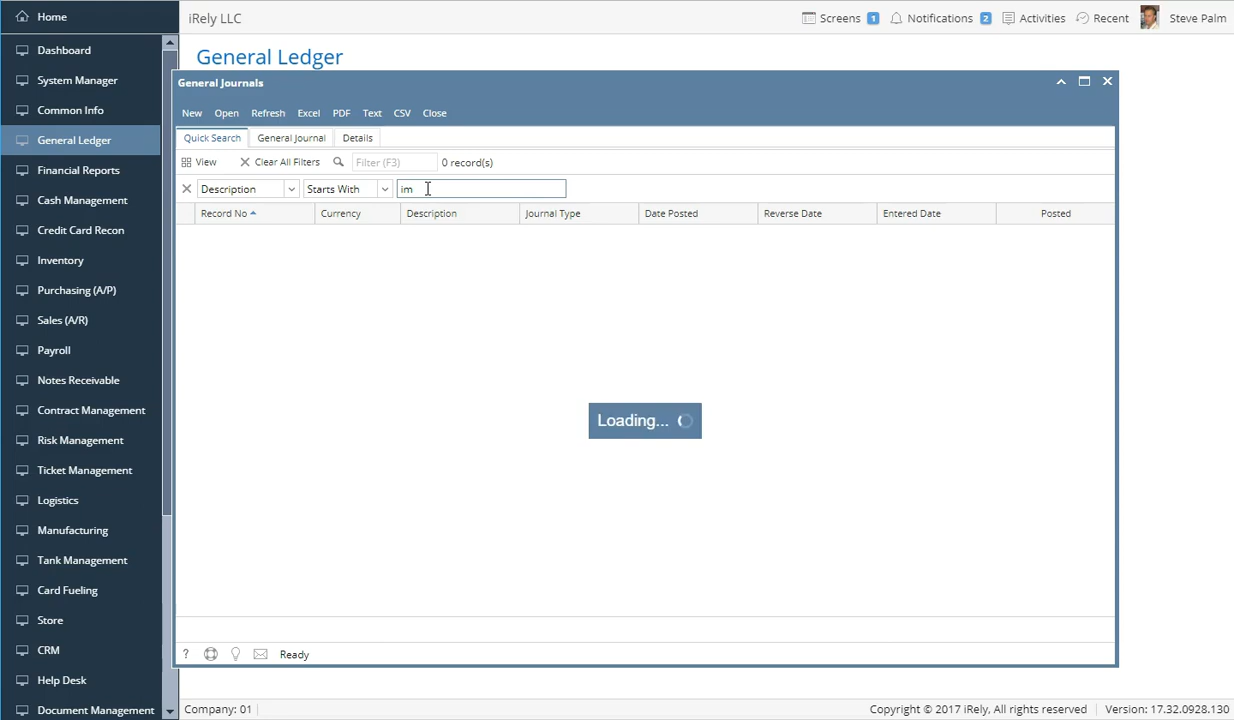 Home
iRely LLC
Screens 1 Notifications 2 Activities Recent Steve Palm
Dashboard
System Manager
Common Info
General Ledger
Financial Reports
Cash Management
Credit Card Recon
Inventory
Purchasing (A/P)
Sales (A/R)
Payroll
Notes Receivable
Contract Management
Risk Management
Ticket Management
Logistics
Manufacturing
Tank Management
Card Fueling
Store
CRM
Help Desk
Document Management
General Ledger
General Journals
New Open Refresh Excel PDF Text CSV Close
Quick Search General Journal Details
View Clear All Filters Filter (F3) 0 record(s)
Description Starts With im
Record No Currency Description Journal Type Date Posted Reverse Date Entered Date Posted
Loading...
? Ready
Company: 01 Copyright © 2017 iRely, All rights reserved Version: 17.32.0928.130